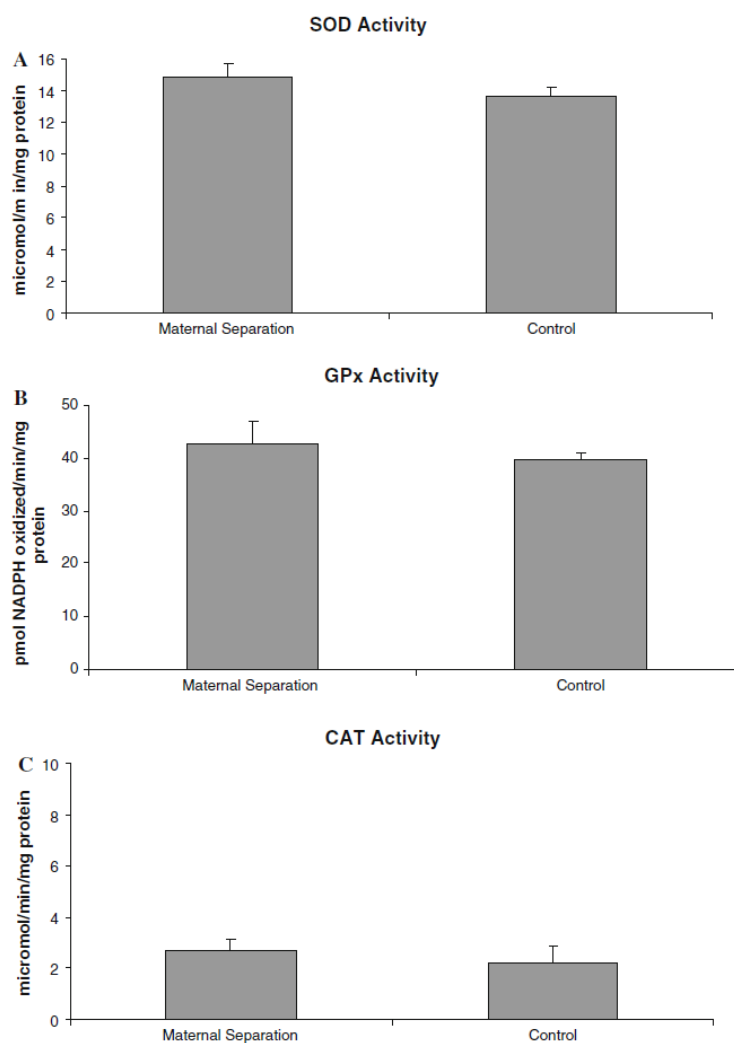 SOD Activity
A
16
14
12
10
8
6
4
2
0
micromol/m in/mg protein
Maternal Separation Control
GPx Activity
B
50
40
30
20
10
0
pmol NADPH oxidized/min/mg
protein
Maternal Separation Control
CAT Activity
C
10
8
6
4
2
0
micromol/min/mg protein
Maternal Separation Control